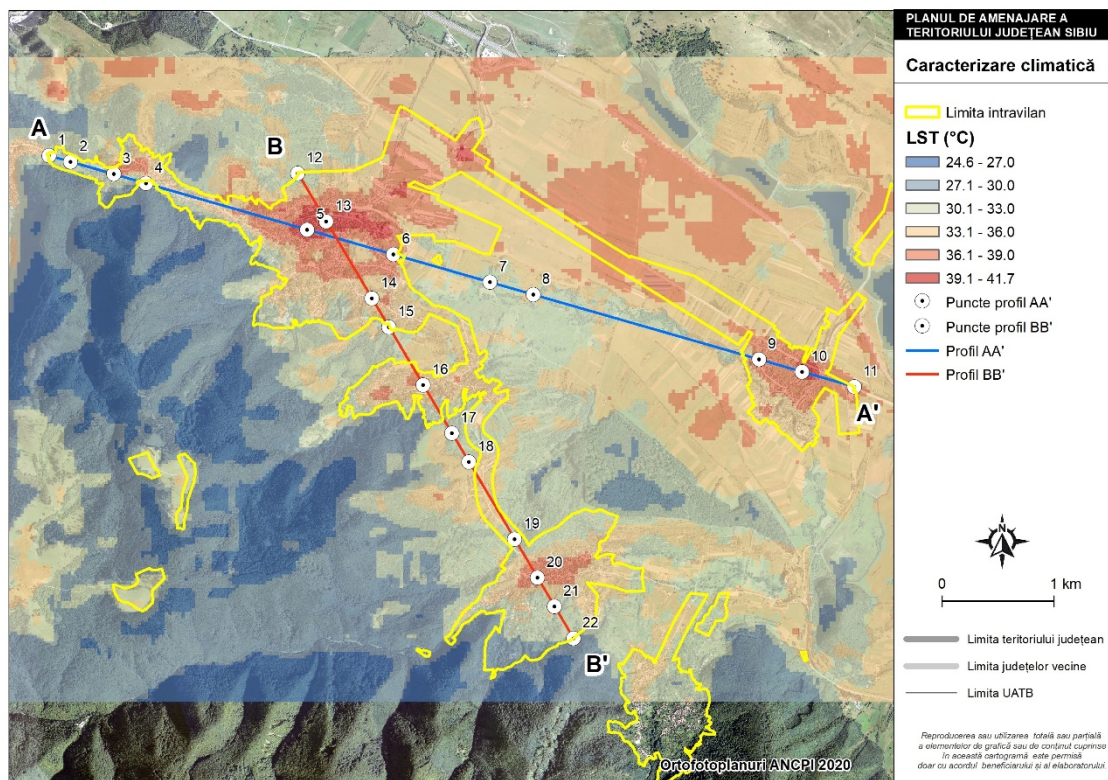 PLANUL DE AMENAJARE A
TERITORIULUI JUDEȚEAN SIBIU
Caracterizare climatică
Limita intravilan
LST (°C)
24.6 - 27.0
27.1 - 30.0
30.1 - 33.0
33.1 - 36.0
36.1 - 39.0
39.1 - 41.7
Puncte profil AA'
Puncte profil BB'
Profil AA'
Profil BB'
N
0 1 km
Limita teritoriului județean
Limita județelor vecine
Limita UATB
Reproducerea sau utilizarea totală sau parțială
a elementelor de grafică sau de conținut cuprinse
în această cartogramă este permisă
doar cu acordul beneficiarului și al elaboratorului
A
1
2
3
4
B
12
5
13
6
7
8
14
15
9
10
11
A'
16
17
18
19
20
21
22
B'
Ortofotoplanuri ANCPI 2020